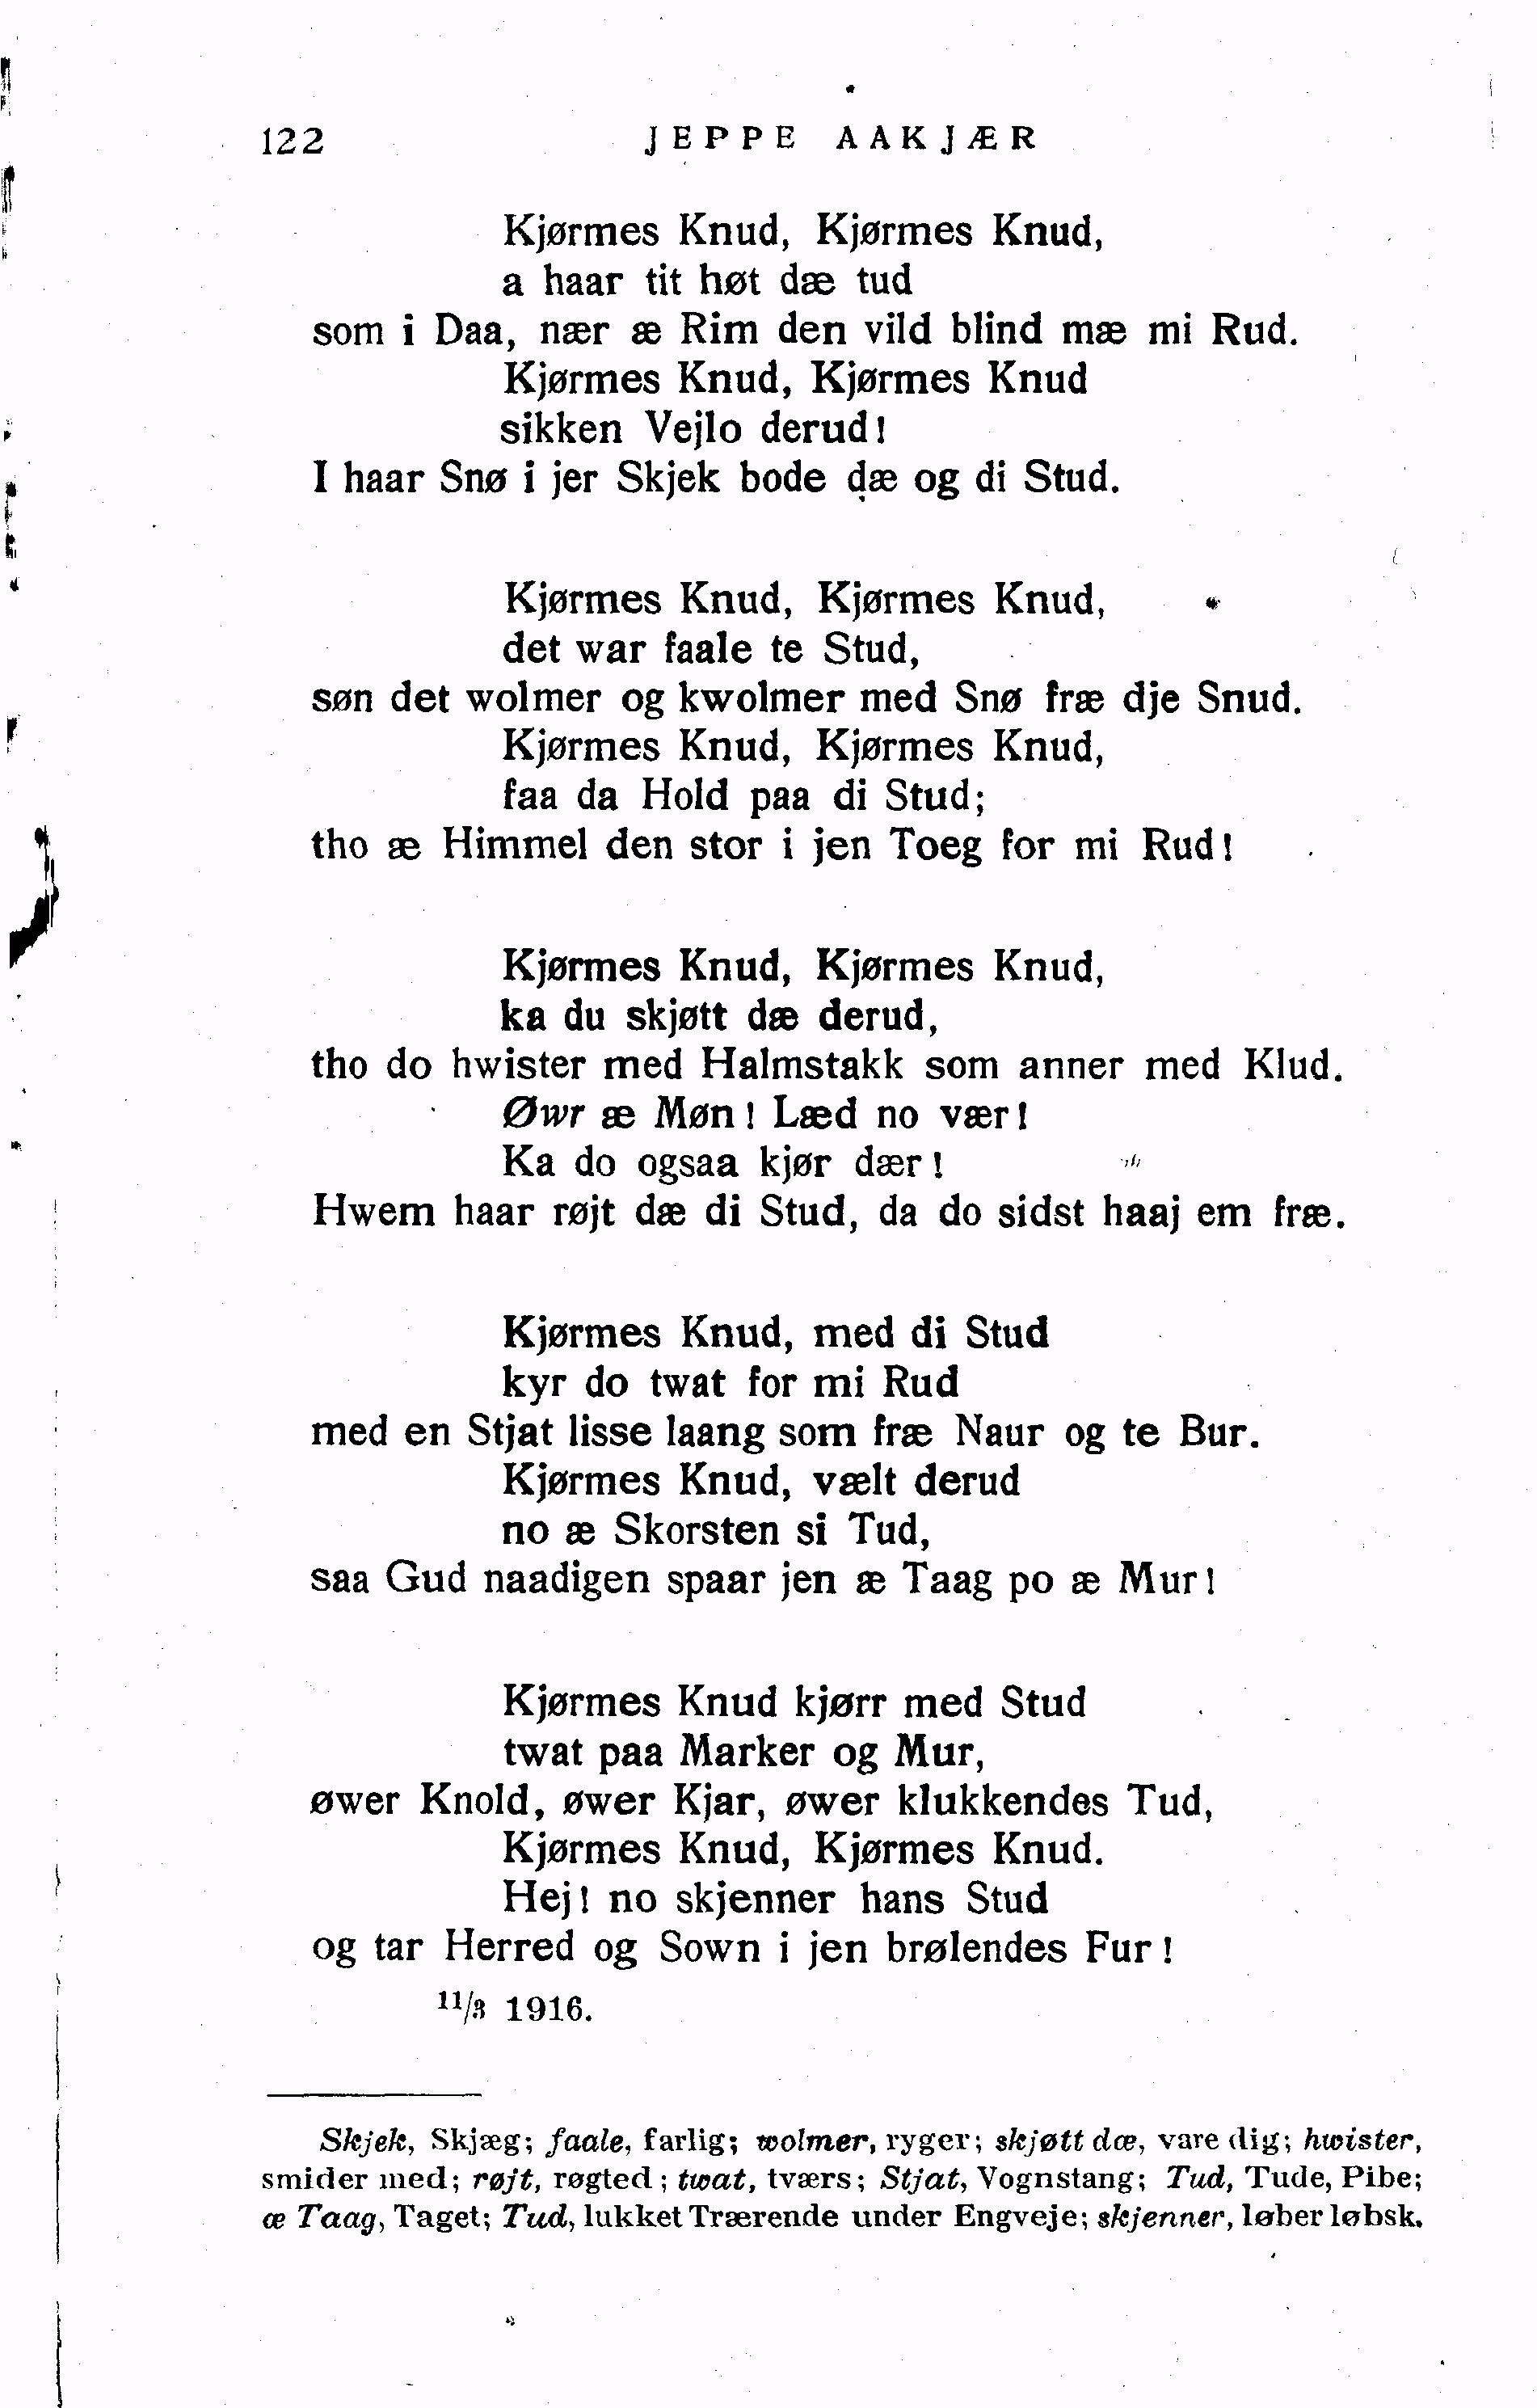 122 JEPPE AAKJÆR
Kjørmes Knud, Kjørmes Knud,
a haar tit høt dæ tud
som i Daa, nær æ Rim den vild blind mæ mi Rud.
Kjørmes Knud, Kjørmes Knud
sikken Vejlo derud!
I haar Snø i jer Skjek bode dæ og di Stud.
Kjørmes Knud, Kjørmes Knud,
det war faale te Stud,
søn det wolmer og kwolmer med Snø fræ dje Snud.
Kjørmes Knud, Kjørmes Knud,
faa da Hold paa di Stud;
tho æ Himmel den stor i jen Toeg for mi Rud!
Kjørmes Knud, Kjørmes Knud,
ka du skjøtt dæ derud,
tho do hwister med Halmstakk som anner med Klud.
Øwr æ Møn! Læd no vær!
Ka do ogsaa kjør dær!
Hwem haar røjt dæ di Stud, da do sidst haaj em fræ.
Kjørmes Knud, med di Stud
kyr do twat for mi Rud
med en Stjat lisse laang som fræ Naur og te Bur.
Kjørmes Knud, vælt derud
no æ Skorsten si Tud,
saa Gud naadigen spaar jen æ Taag po æ Mur!
Kjørmes Knud kjørr med Stud
twat paa Marker og Mur,
øwer Knold, øwer Kjar, øwer klukkendes Tud,
Kjørmes Knud, Kjørmes Knud.
Hej! no skjenner hans Stud
og tar Herred og Sown i jen brølendes Fur!
11/3 1916.
Skjek, Skjæg; faale, farlig; wolmer, ryger; skjøtt dæ, vare dig; hwister,
smider med; røjt, røgted; twat, tværs; Stjat, Vognstang; Tud, Tude, Pibe;
æ Taag, Taget; Tud, lukket Trærende under Engveje; skjenner, løber løbsk.